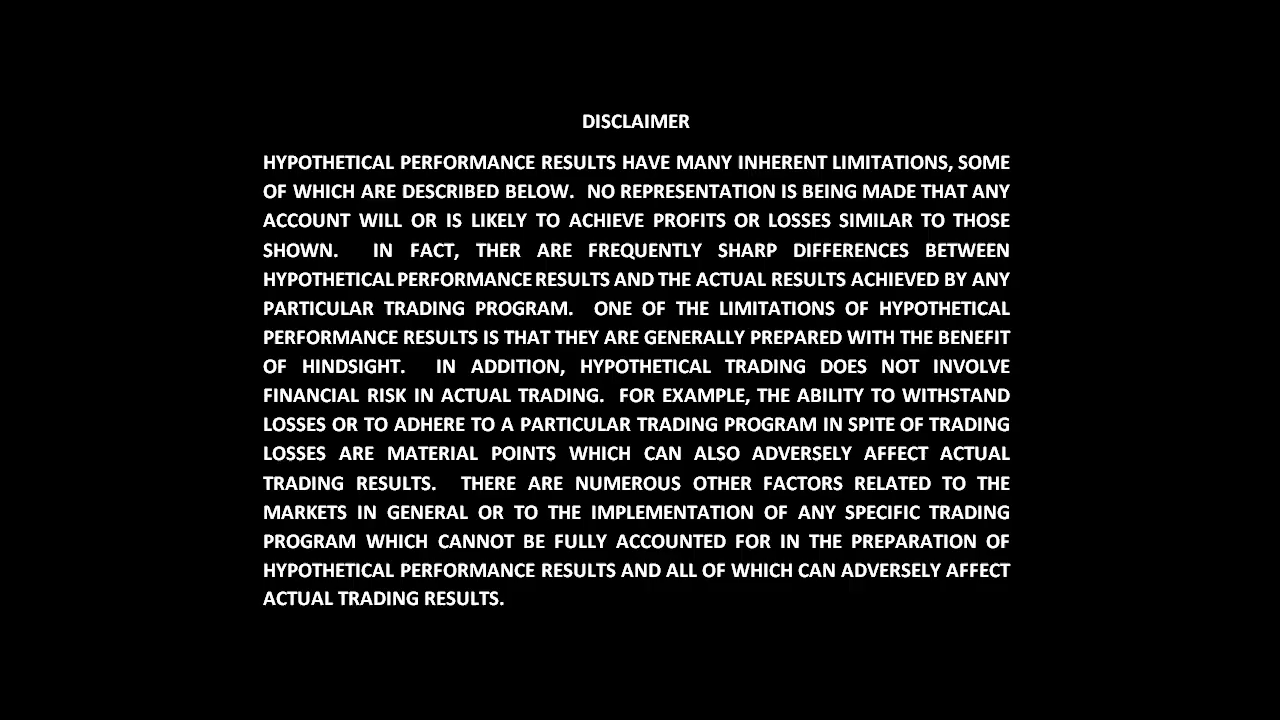 DISCLAIMER
HYPOTHETICAL PERFORMANCE RESULTS HAVE MANY INHERENT LIMITATIONS, SOME
OF WHICH ARE DESCRIBED BELOW.  NO REPRESENTATION IS BEING MADE THAT ANY
ACCOUNT WILL OR IS LIKELY TO ACHIEVE PROFITS OR LOSSES SIMILAR TO THOSE
SHOWN.  IN FACT, THER ARE FREQUENTLY SHARP DIFFERENCES BETWEEN
HYPOTHETICAL PERFORMANCE RESULTS AND THE ACTUAL RESULTS ACHIEVED BY ANY
PARTICULAR TRADING PROGRAM.  ONE OF THE LIMITATIONS OF HYPOTHETICAL
PERFORMANCE RESULTS IS THAT THEY ARE GENERALLY PREPARED WITH THE BENEFIT
OF HINDSIGHT.  IN ADDITION, HYPOTHETICAL TRADING DOES NOT INVOLVE
FINANCIAL RISK IN ACTUAL TRADING.  FOR EXAMPLE, THE ABILITY TO WITHSTAND
LOSSES OR TO ADHERE TO A PARTICULAR TRADING PROGRAM IN SPITE OF TRADING
LOSSES ARE MATERIAL POINTS WHICH CAN ALSO ADVERSELY AFFECT ACTUAL
TRADING RESULTS.  THERE ARE NUMEROUS OTHER FACTORS RELATED TO THE
MARKETS IN GENERAL OR TO THE IMPLEMENTATION OF ANY SPECIFIC TRADING
PROGRAM WHICH CANNOT BE FULLY ACCOUNTED FOR IN THE PREPARATION OF
HYPOTHETICAL PERFORMANCE RESULTS AND ALL OF WHICH CAN ADVERSELY AFFECT
ACTUAL TRADING RESULTS.